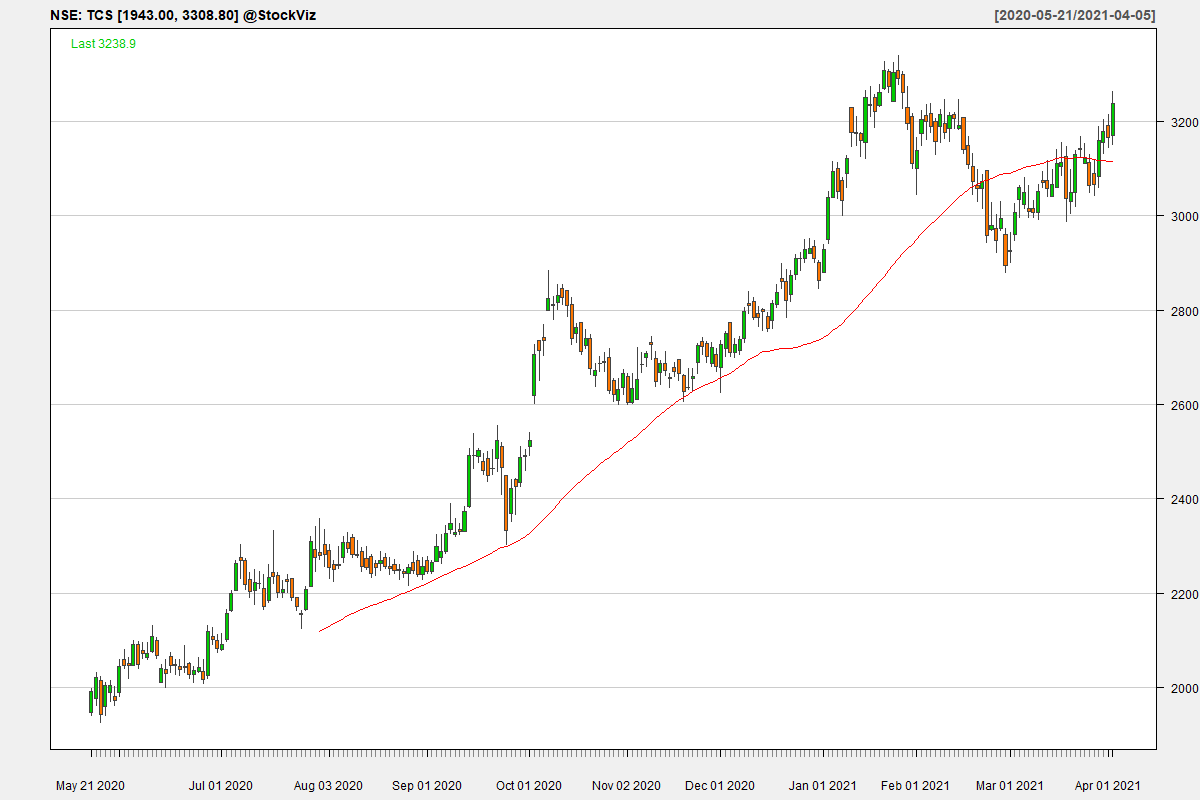 NSE: TCS [1943.00, 3308.80] @StockViz
[2020-05-21/2021-04-05]
Last 3238.9
3200
3000
2800
2600
2400
2200
2000
May 21 2020
Jul 01 2020
Aug 03 2020
Sep 01 2020
Oct 01 2020
Nov 02 2020
Dec 01 2020
Jan 01 2021
Feb 01 2021
Mar 01 2021
Apr 01 2021